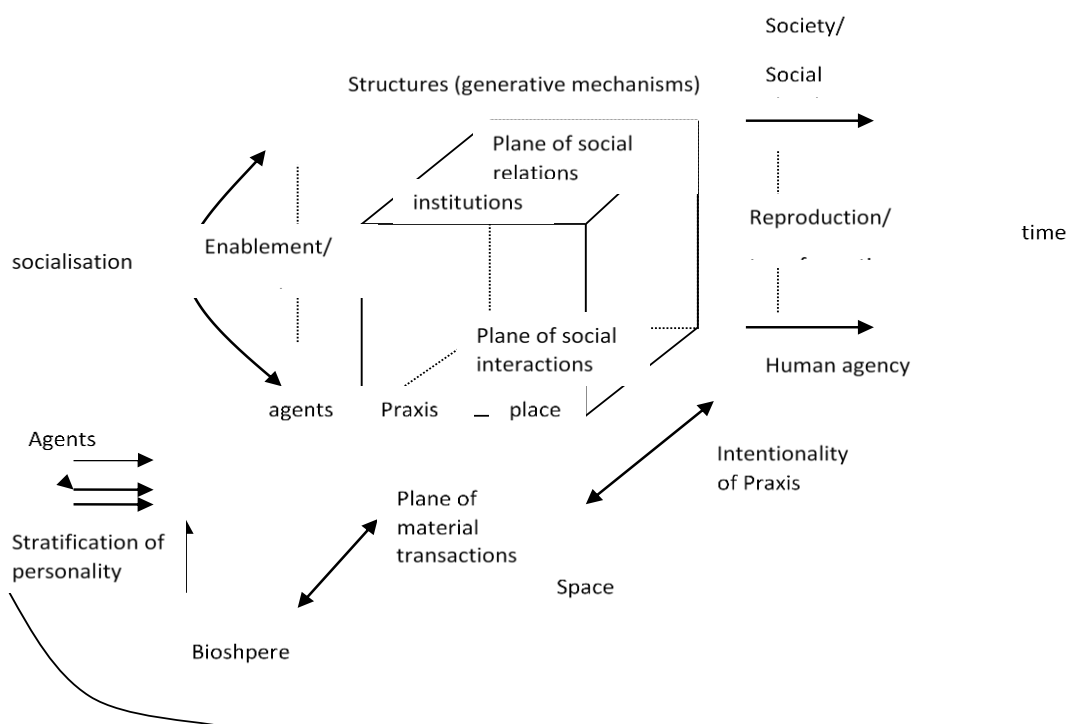 Society/
Social
Structures (generative mechanisms)
Plane of social
relations
institutions
Enablement/
Reproduction/
time
socialisation
Plane of social
interactions
Human agency
agents
Praxis
place
Agents
Intentionality
of Praxis
Plane of
material
transactions
Stratification of
personality
Space
Bioshpere